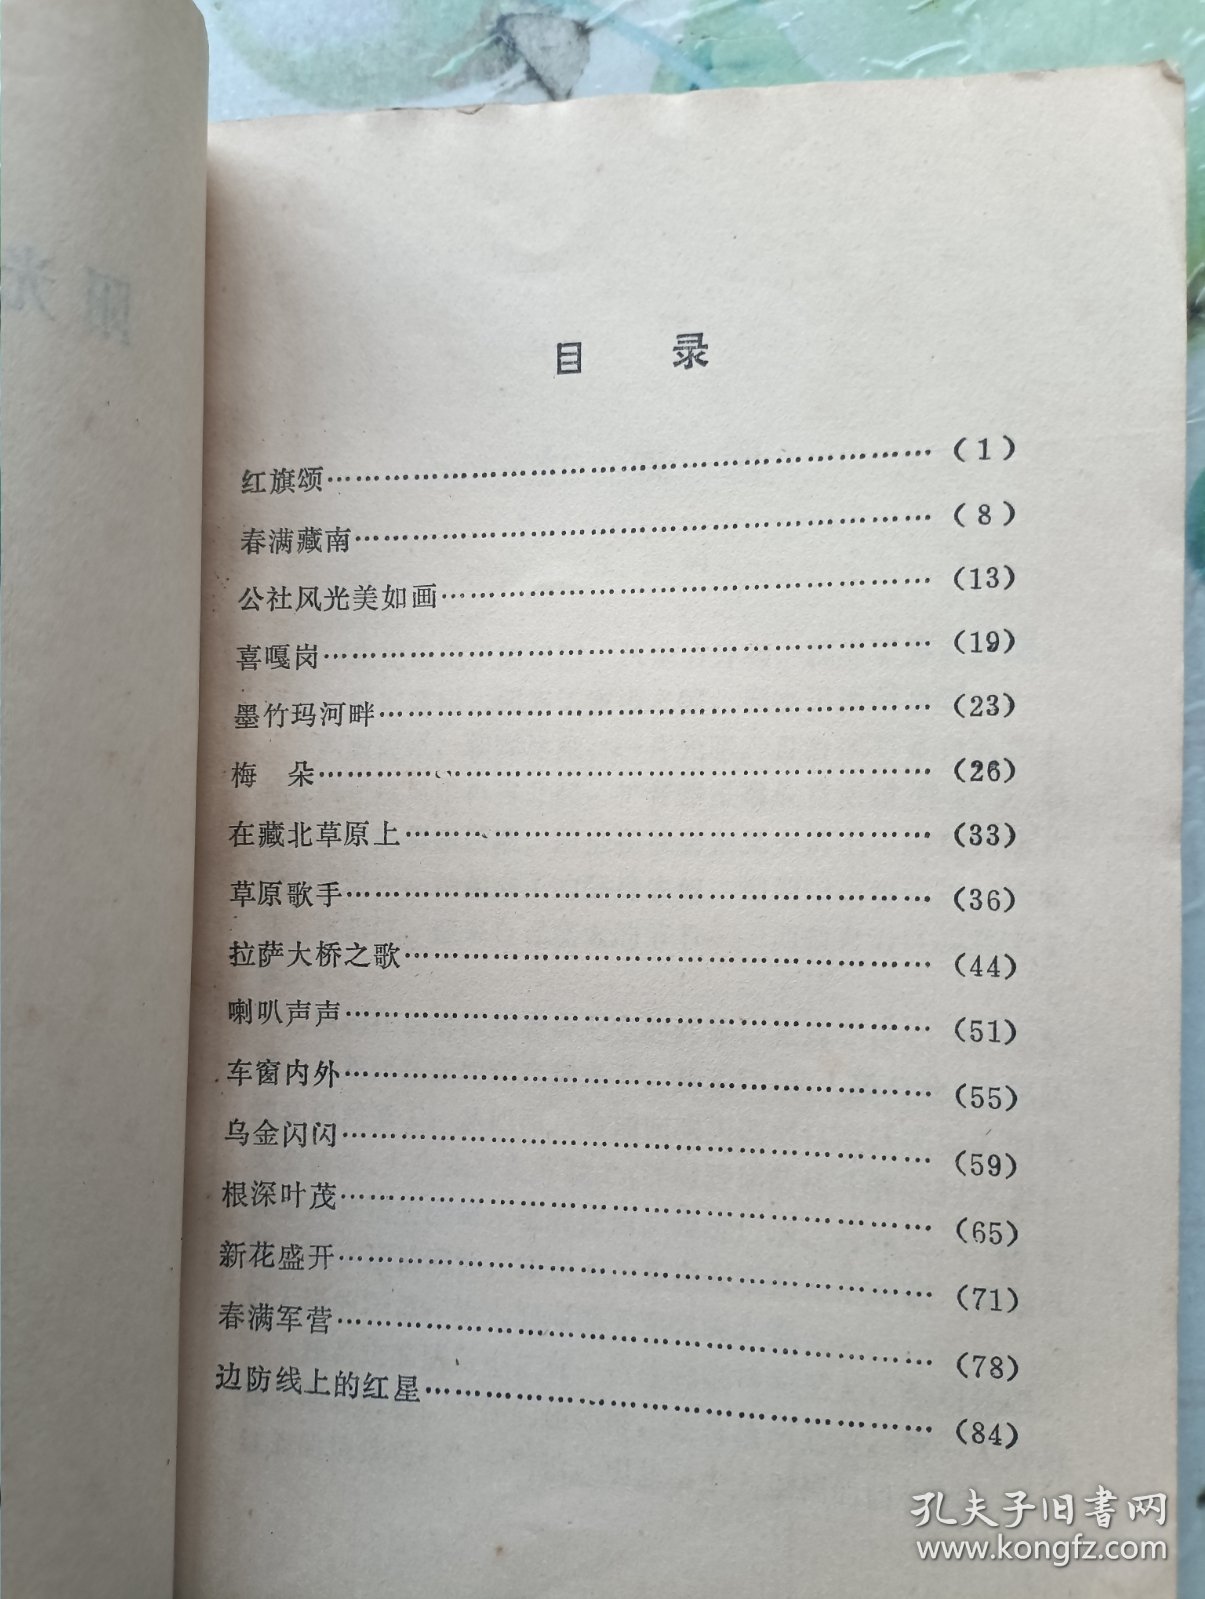 阳光
目 录
红旗颂……………………………………………………(1)
春满藏南…………………………………………………(8)
公社风光美如画…………………………………………(13)
喜嘎岗……………………………………………………(19)
墨竹玛河畔………………………………………………(23)
梅 朵……………………………………………………(26)
在藏北草原上……………………………………………(33)
草原歌手…………………………………………………(36)
拉萨大桥之歌……………………………………………(44)
喇叭声声…………………………………………………(51)
车窗内外…………………………………………………(55)
乌金闪闪…………………………………………………(59)
根深叶茂…………………………………………………(65)
新花盛开…………………………………………………(71)
春满军营…………………………………………………(78)
边防线上的红星…………………………………………(84)
孔夫子旧书网
www.kongfz.com